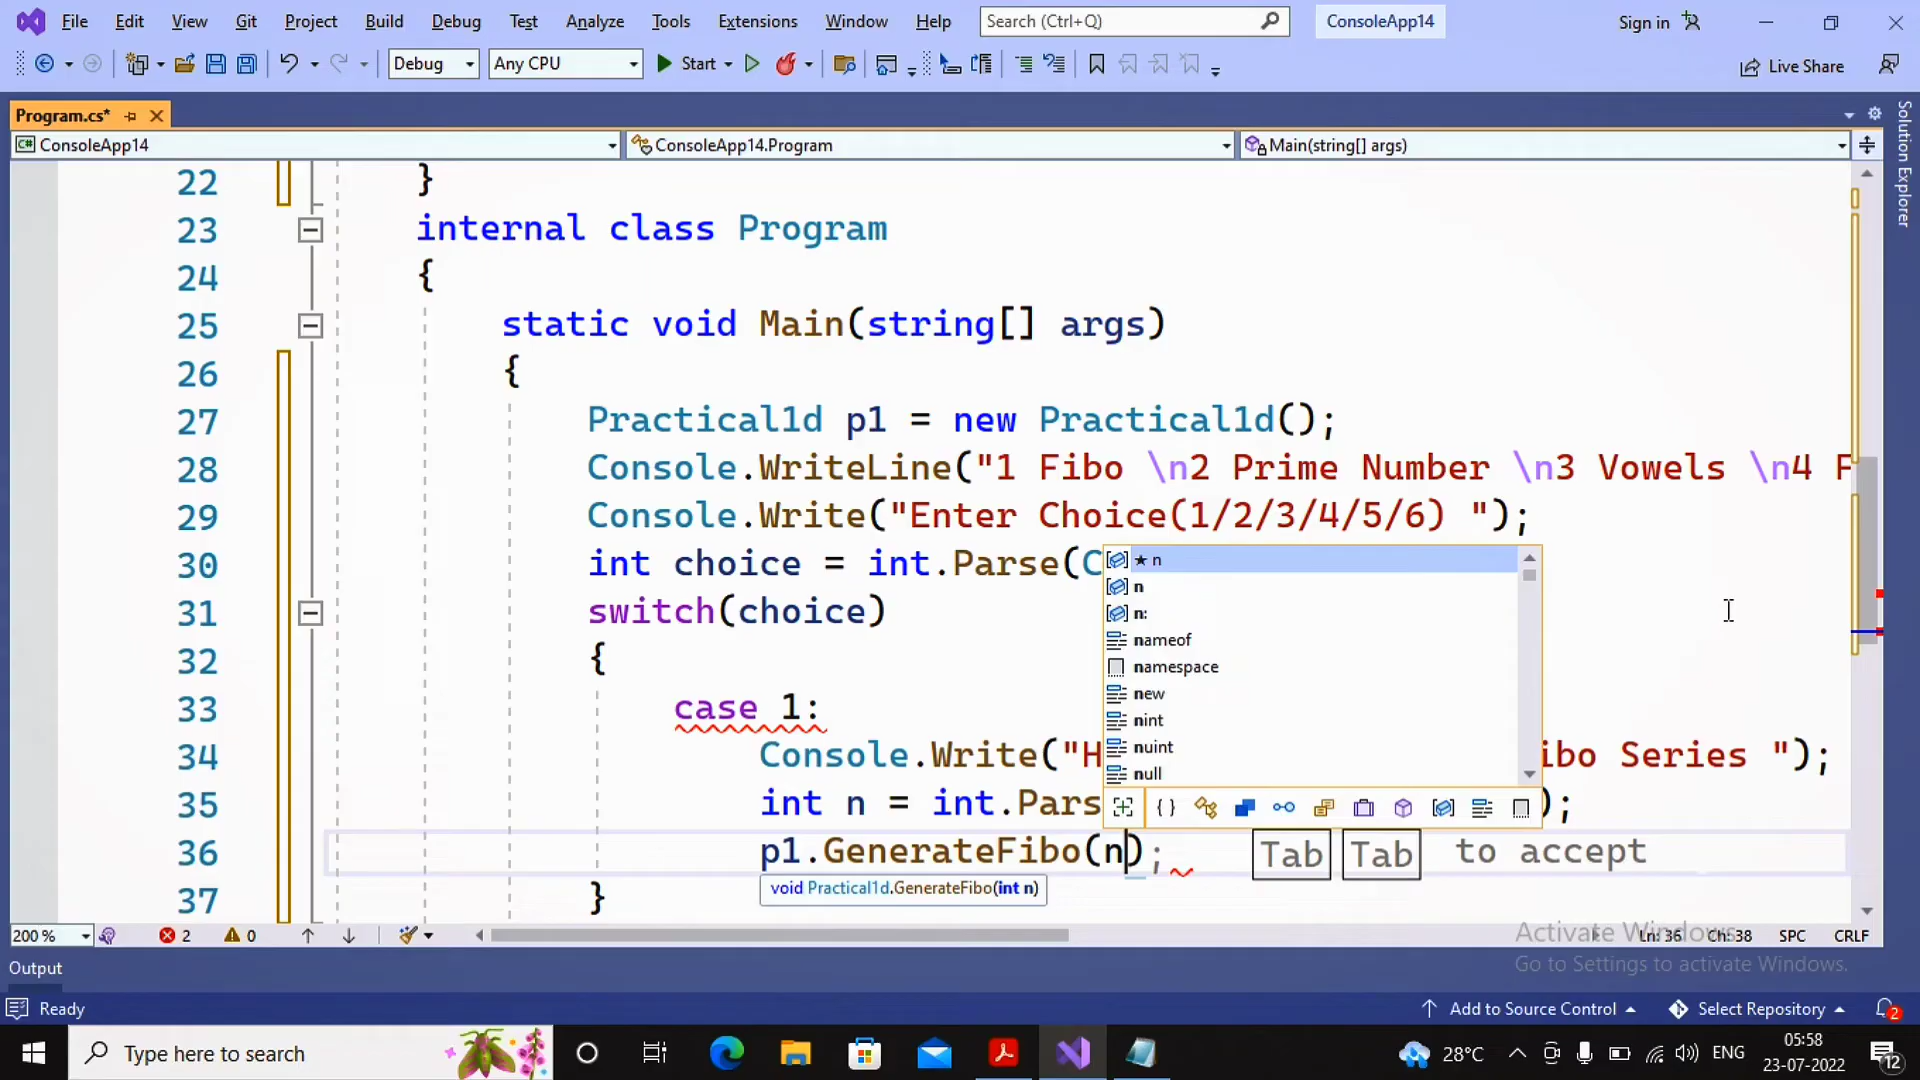 File Edit View Git Project Build Debug Test Analyze Tools Extensions Window Help Search (Ctrl+Q) ConsoleApp14 Sign in
Debug Any CPU Start Live Share
Program.cs*
ConsoleApp14 ConsoleApp14.Program Main(string[] args)
Solution Explorer
22 }
23 internal class Program
24 {
25 static void Main(string[] args)
26 {
27 Practical1d p1 = new Practical1d();
28 Console.WriteLine("1 Fibo \n2 Prime Number \n3 Vowels \n4 F
29 Console.Write("Enter Choice(1/2/3/4/5/6) ");
30 int choice = int.Parse(C
★ n
n
31 switch(choice)
n:
nameof
32 {
namespace
new
33 case 1:
nint
nuint
34 Console.Write("H ibo Series ");
null
35 int n = int.Pars );
36 p1.GenerateFibo(n); Tab Tab to accept
void Practical1d.GenerateFibo(int n)
37 }
200 % 2 0 Ln: 36 Ch: 38 SPC CRLF
Activate Windows
Go to Settings to activate Windows.
Output
Ready Add to Source Control Select Repository 2
Type here to search 28°C ENG 05:58
23-07-2022 12